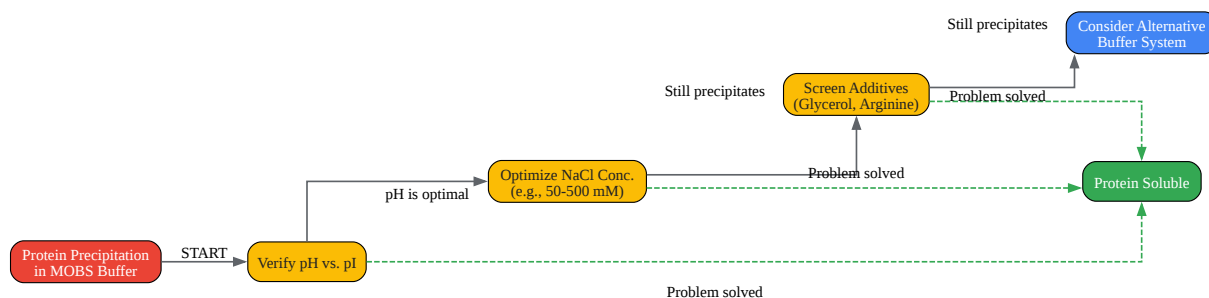 Still precipitates
Consider Alternative
Buffer System
Still precipitates
Screen Additives
(Glycerol, Arginine)
Problem solved
Optimize NaCl Conc.
(e.g., 50-500 mM)
Problem solved
Protein Soluble
pH is optimal
Protein Precipitation
in MOBS Buffer
START
Verify pH vs. pI
Problem solved